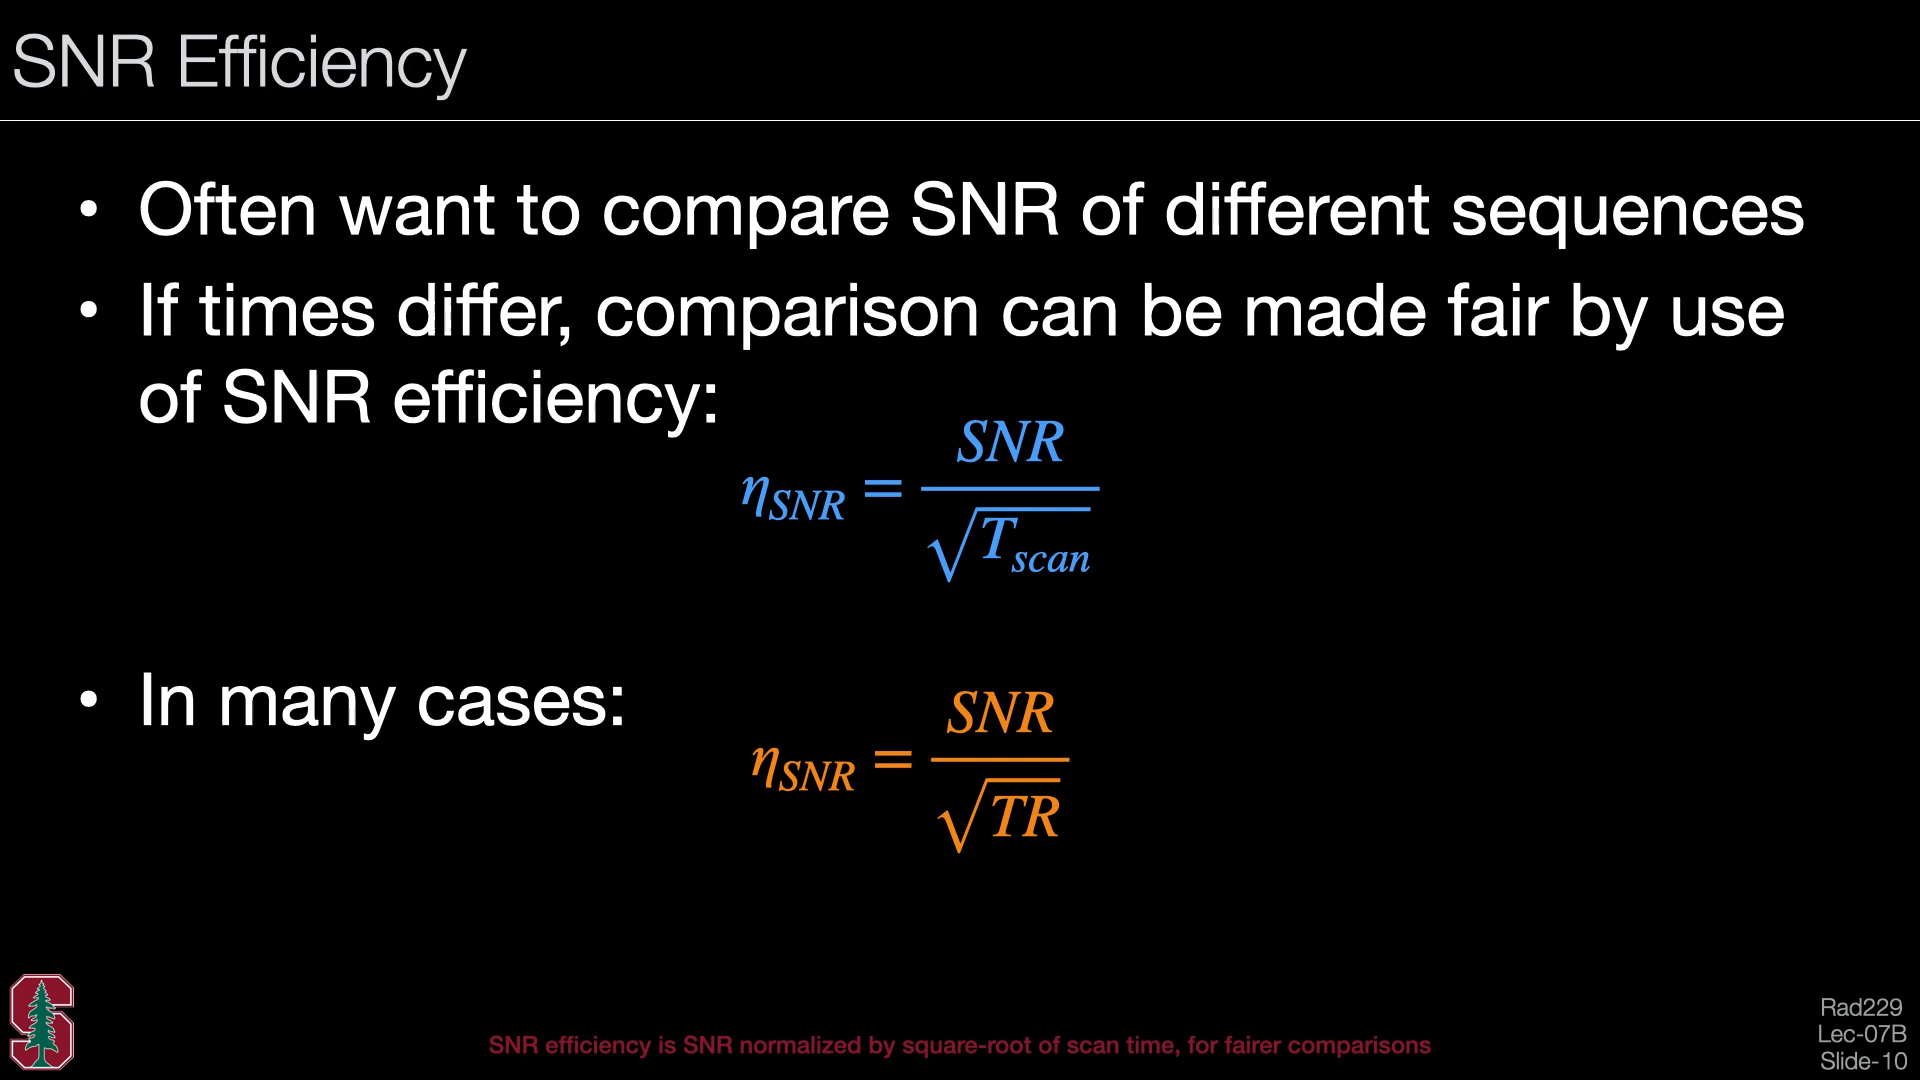 SNR Efficiency
• Often want to compare SNR of different sequences
• If times differ, comparison can be made fair by use
of SNR efficiency:
η_SNR = SNR / √T_scan
• In many cases:
η_SNR = SNR / √TR
SNR efficiency is SNR normalized by square-root of scan time, for fairer comparisons
Rad229
Lec-07B
Slide-10